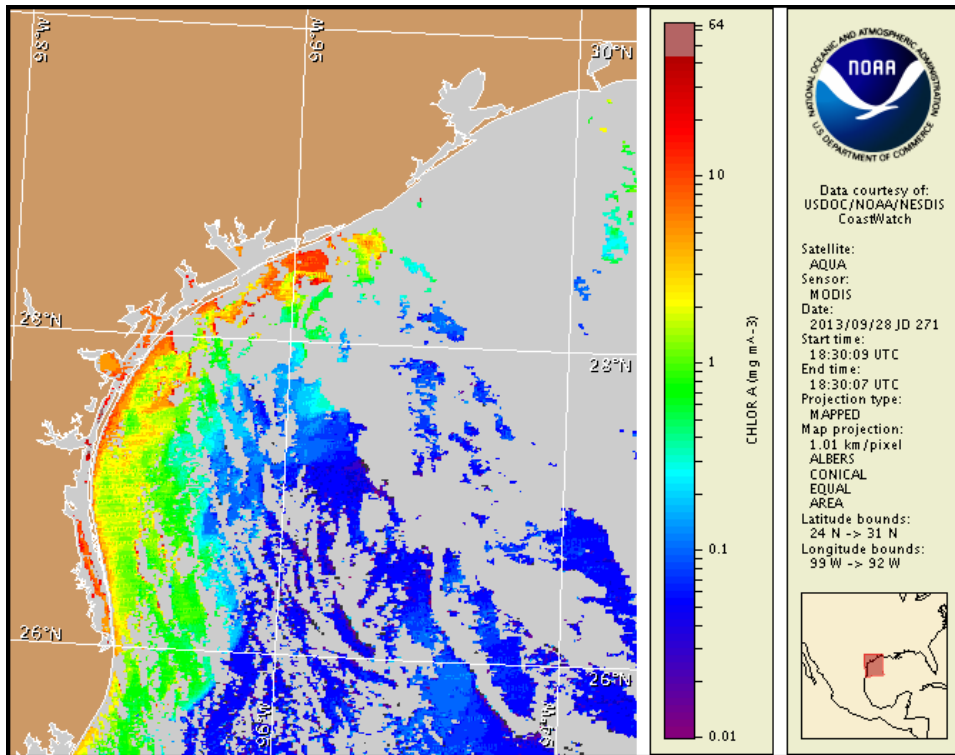 98°W
96°W
30°N
28°N
28°N
26°N
26°N
96°W
94°W
64
10
1
0.1
0.01
CHLOR A (mg m^-3)
NATIONAL OCEANIC AND ATMOSPHERIC ADMINISTRATION
NOAA
U.S. DEPARTMENT OF COMMERCE
Data courtesy of:
USDOC/NOAA/NESDIS
CoastWatch
Satellite:
AQUA
Sensor:
MODIS
Date:
2013/09/28 JD 271
Start time:
18:30:09 UTC
End time:
18:30:07 UTC
Projection type:
MAPPED
Map projection:
1.01 km/pixel
ALBERS
CONICAL
EQUAL
AREA
Latitude bounds:
24 N -> 31 N
Longitude bounds:
99 W -> 92 W